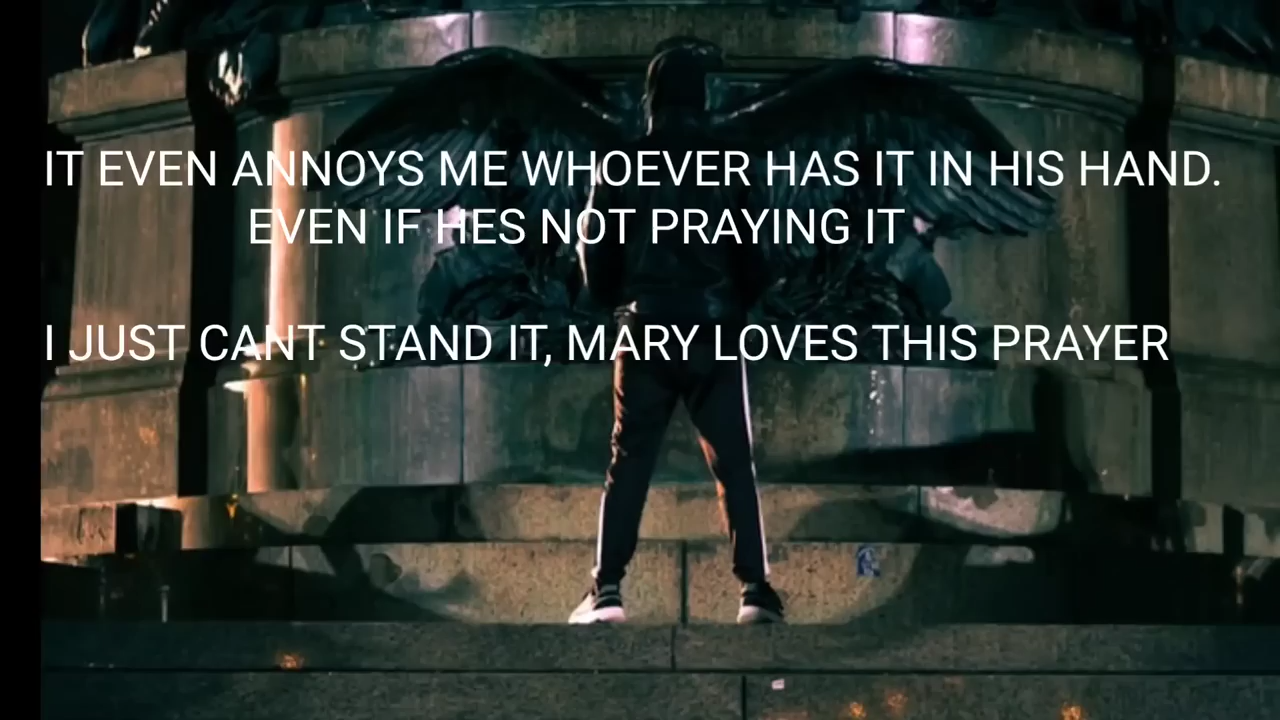 IT EVEN ANNOYS ME WHOEVER HAS IT IN HIS HAND.
EVEN IF HES NOT PRAYING IT
I JUST CANT STAND IT, MARY LOVES THIS PRAYER